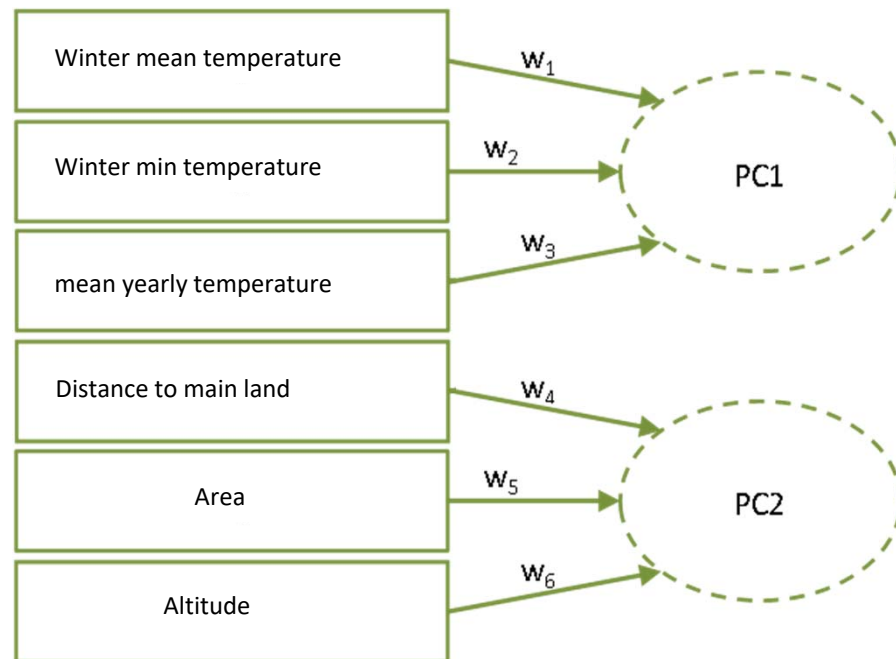 Winter mean temperature
w₁
Winter min temperature
w₂
PC1
mean yearly temperature
w₃
Distance to main land
w₄
Area
w₅
PC2
Altitude
w₆